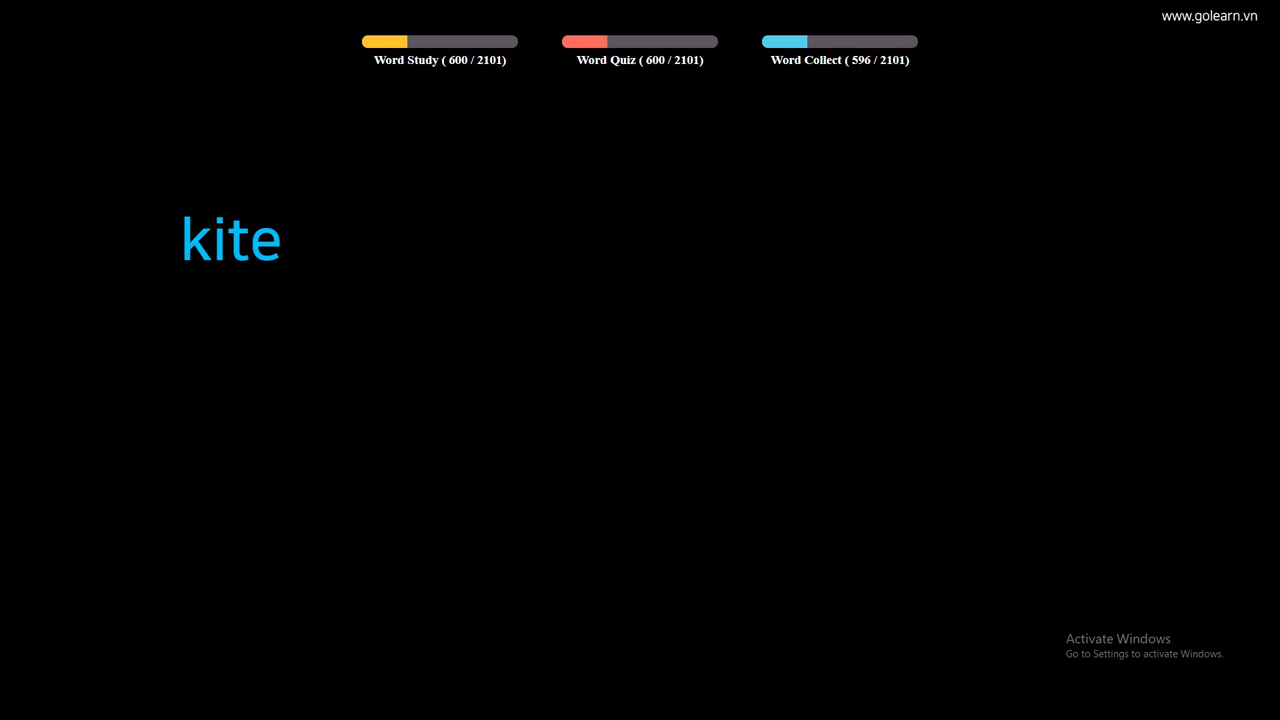 www.golearn.vn
Word Study ( 600 / 2101)
Word Quiz ( 600 / 2101)
Word Collect ( 596 / 2101)
kite
Activate Windows
Go to Settings to activate Windows.